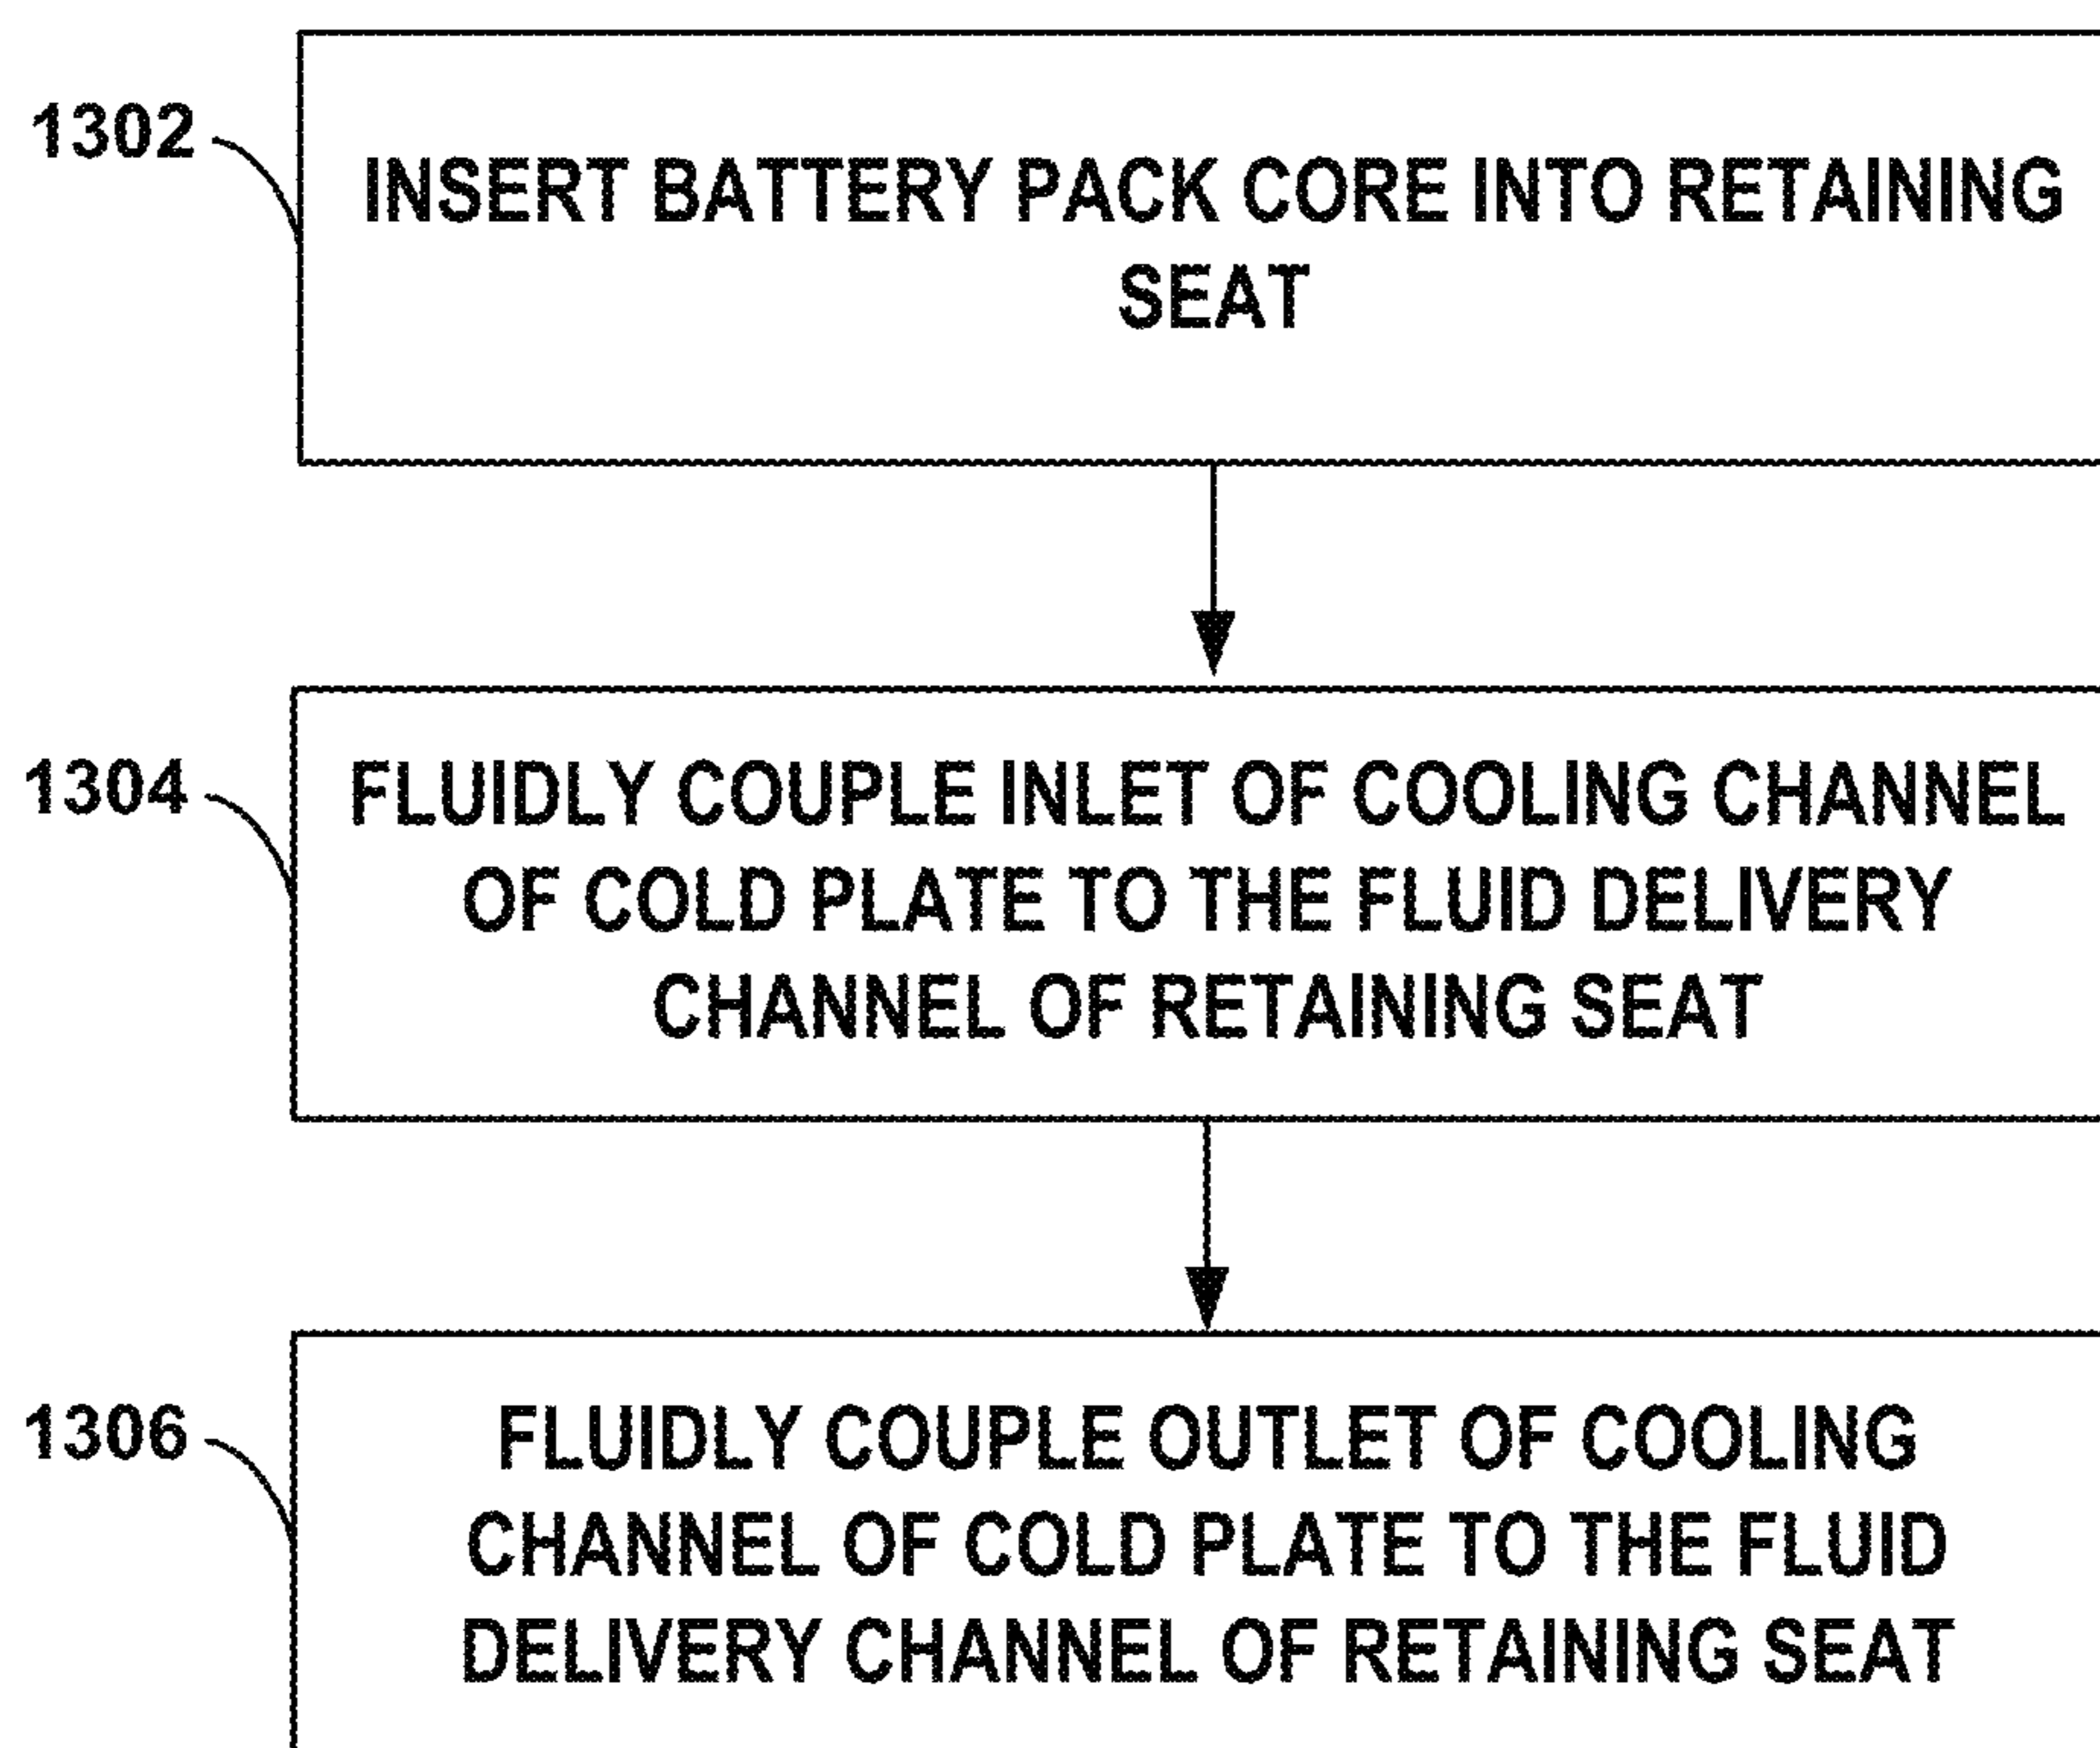 1302
INSERT BATTERY PACK CORE INTO RETAINING
SEAT
1304
FLUIDLY COUPLE INLET OF COOLING CHANNEL
OF COLD PLATE TO THE FLUID DELIVERY
CHANNEL OF RETAINING SEAT
1306
FLUIDLY COUPLE OUTLET OF COOLING
CHANNEL OF COLD PLATE TO THE FLUID
DELIVERY CHANNEL OF RETAINING SEAT